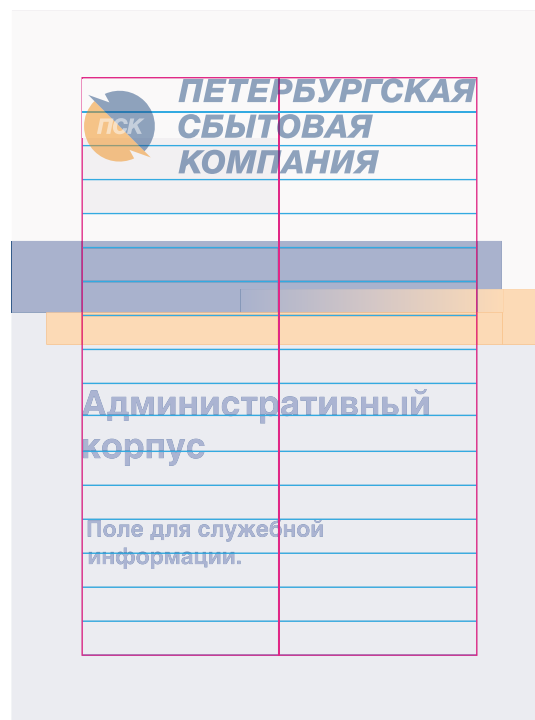 ПЕТЕРБУРГСКАЯ
ПСК
СБЫТОВАЯ
КОМПАНИЯ
Административный
корпус
Поле для служебной
информации.